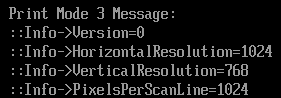 Print Mode 3 Message:
::Info->Version=0
::Info->HorizontalResolution=1024
::Info->VerticalResolution=768
::Info->PixelsPerScanLine=1024